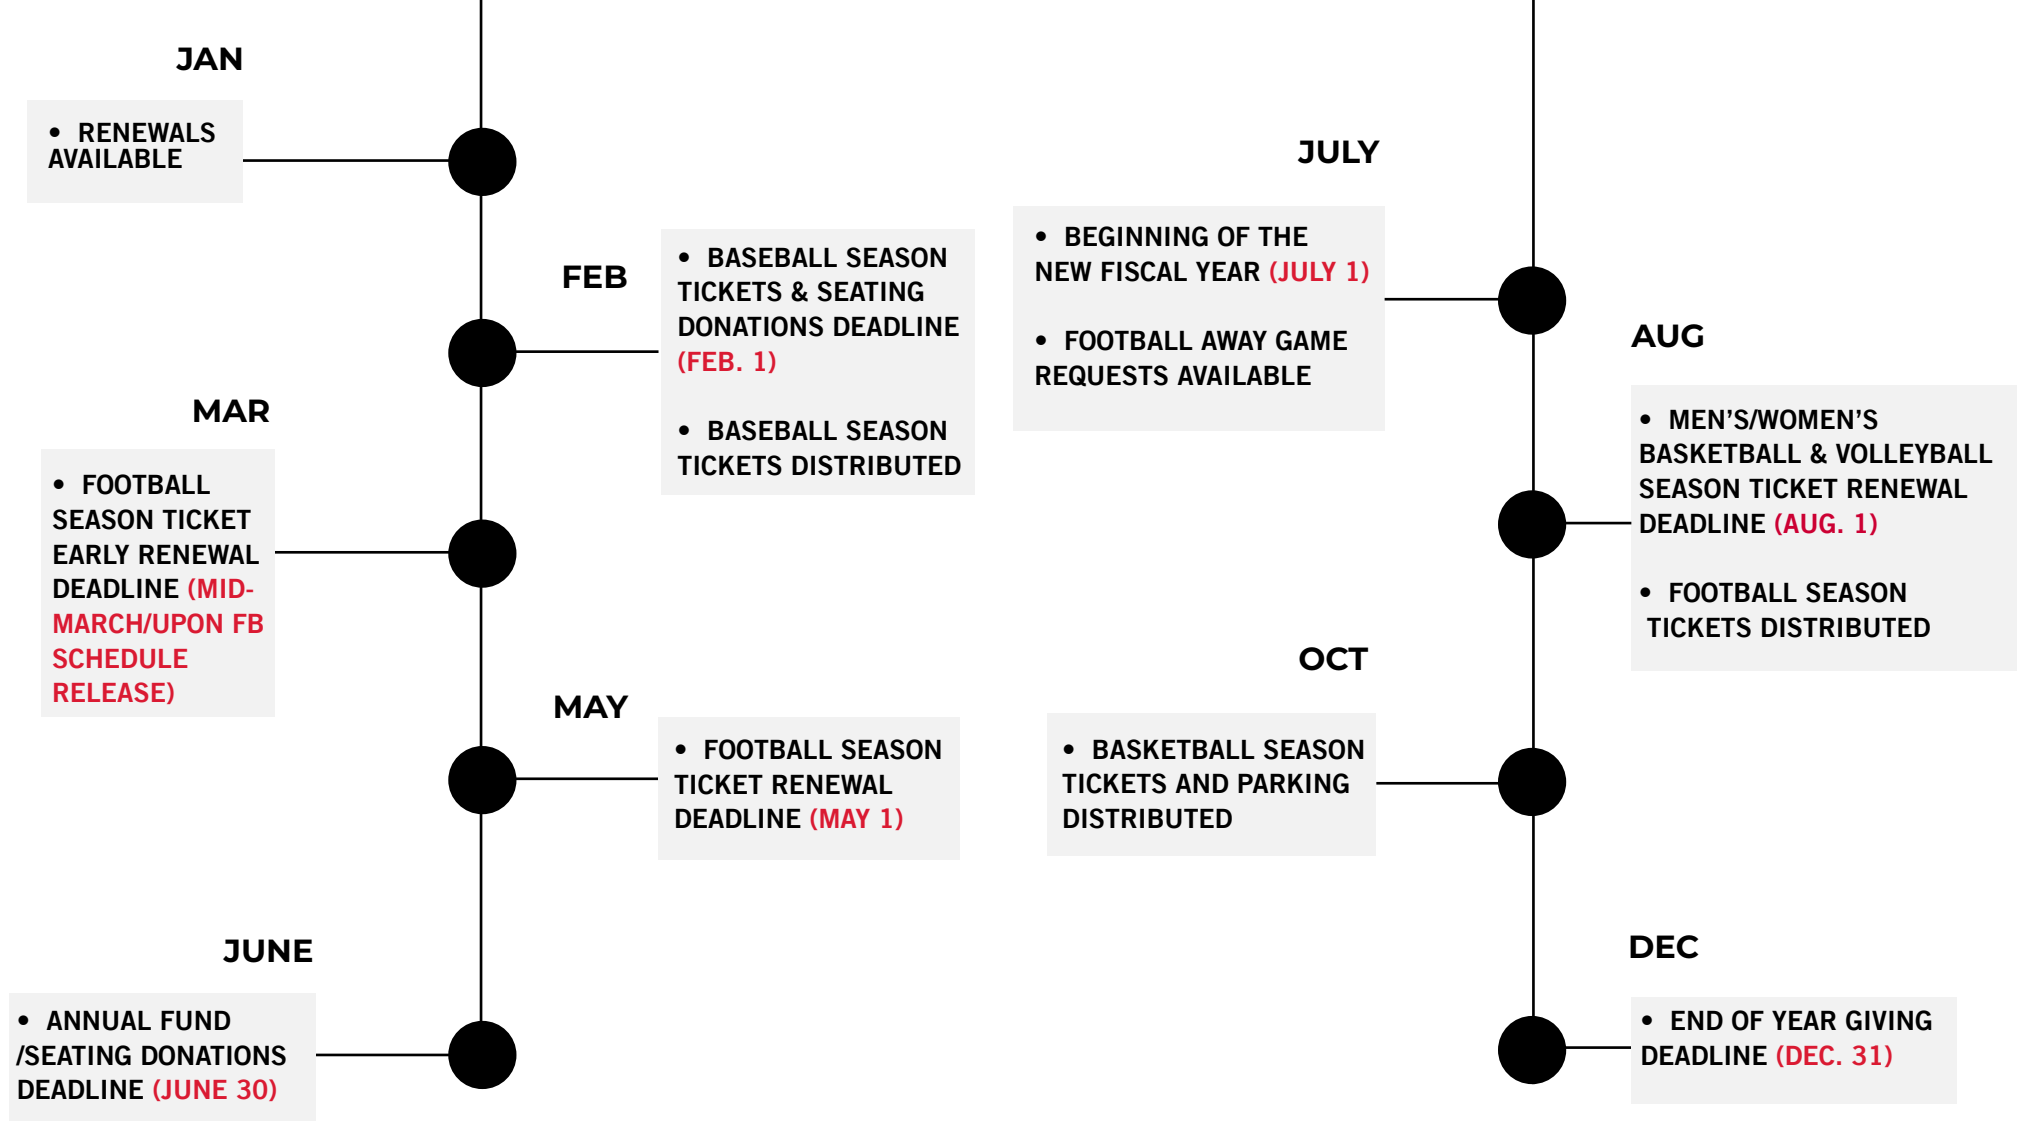 JAN
• RENEWALS
AVAILABLE
FEB
• BASEBALL SEASON
TICKETS & SEATING
DONATIONS DEADLINE
(FEB. 1)
• BASEBALL SEASON
TICKETS DISTRIBUTED
MAR
• FOOTBALL
SEASON TICKET
EARLY RENEWAL
DEADLINE (MID-
MARCH/UPON FB
SCHEDULE
RELEASE)
MAY
• FOOTBALL SEASON
TICKET RENEWAL
DEADLINE (MAY 1)
JUNE
• ANNUAL FUND
/SEATING DONATIONS
DEADLINE (JUNE 30)
JULY
• BEGINNING OF THE
NEW FISCAL YEAR (JULY 1)
• FOOTBALL AWAY GAME
REQUESTS AVAILABLE
AUG
• MEN’S/WOMEN’S
BASKETBALL & VOLLEYBALL
SEASON TICKET RENEWAL
DEADLINE (AUG. 1)
• FOOTBALL SEASON
TICKETS DISTRIBUTED
OCT
• BASKETBALL SEASON
TICKETS AND PARKING
DISTRIBUTED
DEC
• END OF YEAR GIVING
DEADLINE (DEC. 31)